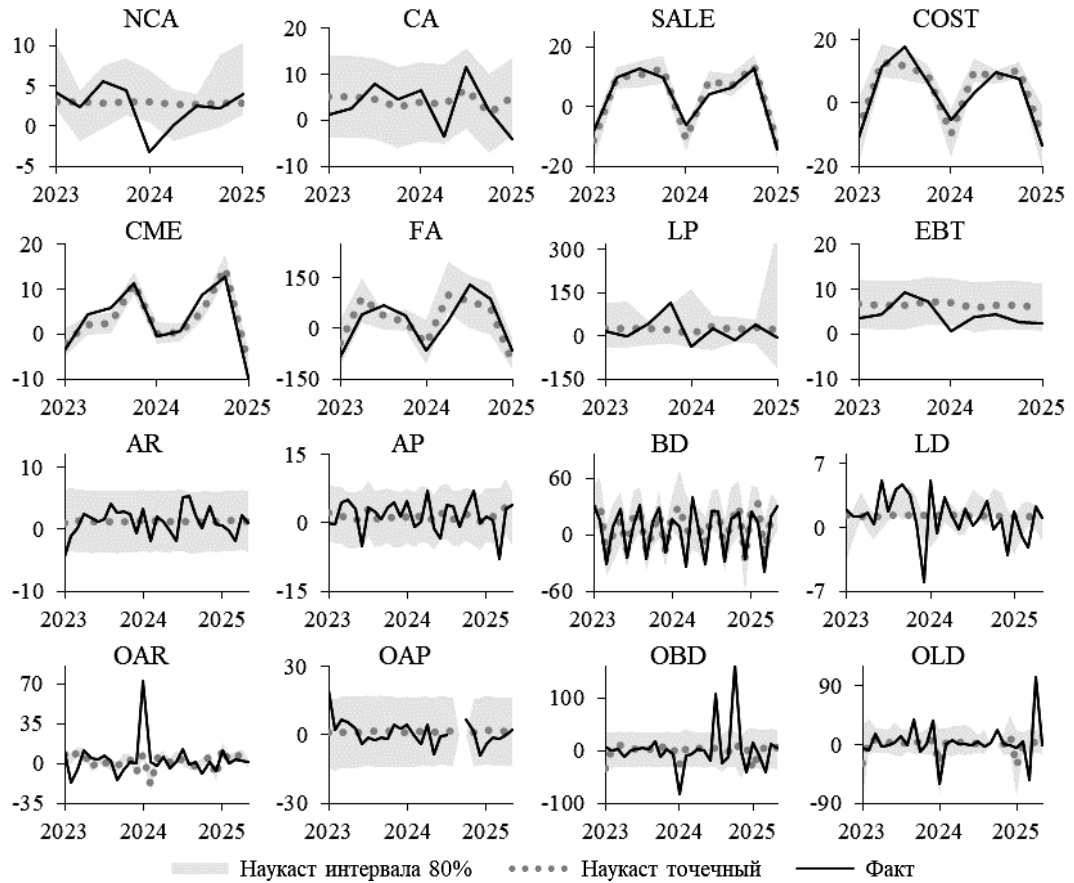 NCA CA SALE COST
10 20 20 20
5 10 0 0
0 0 -20 -20
-5 -10
2023 2024 2025 2023 2024 2025 2023 2024 2025 2023 2024 2025
CME FA LP EBT
20 150 300 20
10 0 150 10
0 -150 0 0
-10 -150 -10
2023 2024 2025 2023 2024 2025 2023 2024 2025 2023 2024 2025
AR AP BD LD
10 15 60 7
0 0 0 0
-10 -15 -60 -7
2023 2024 2025 2023 2024 2025 2023 2024 2025 2023 2024 2025
OAR OAP OBD OLD
70 30 100 90
35 0 0 0
0 -30 -100 -90
-35
2023 2024 2025 2023 2024 2025 2023 2024 2025 2023 2024 2025
Наукаст интервала 80% Наукаст точечный Факт